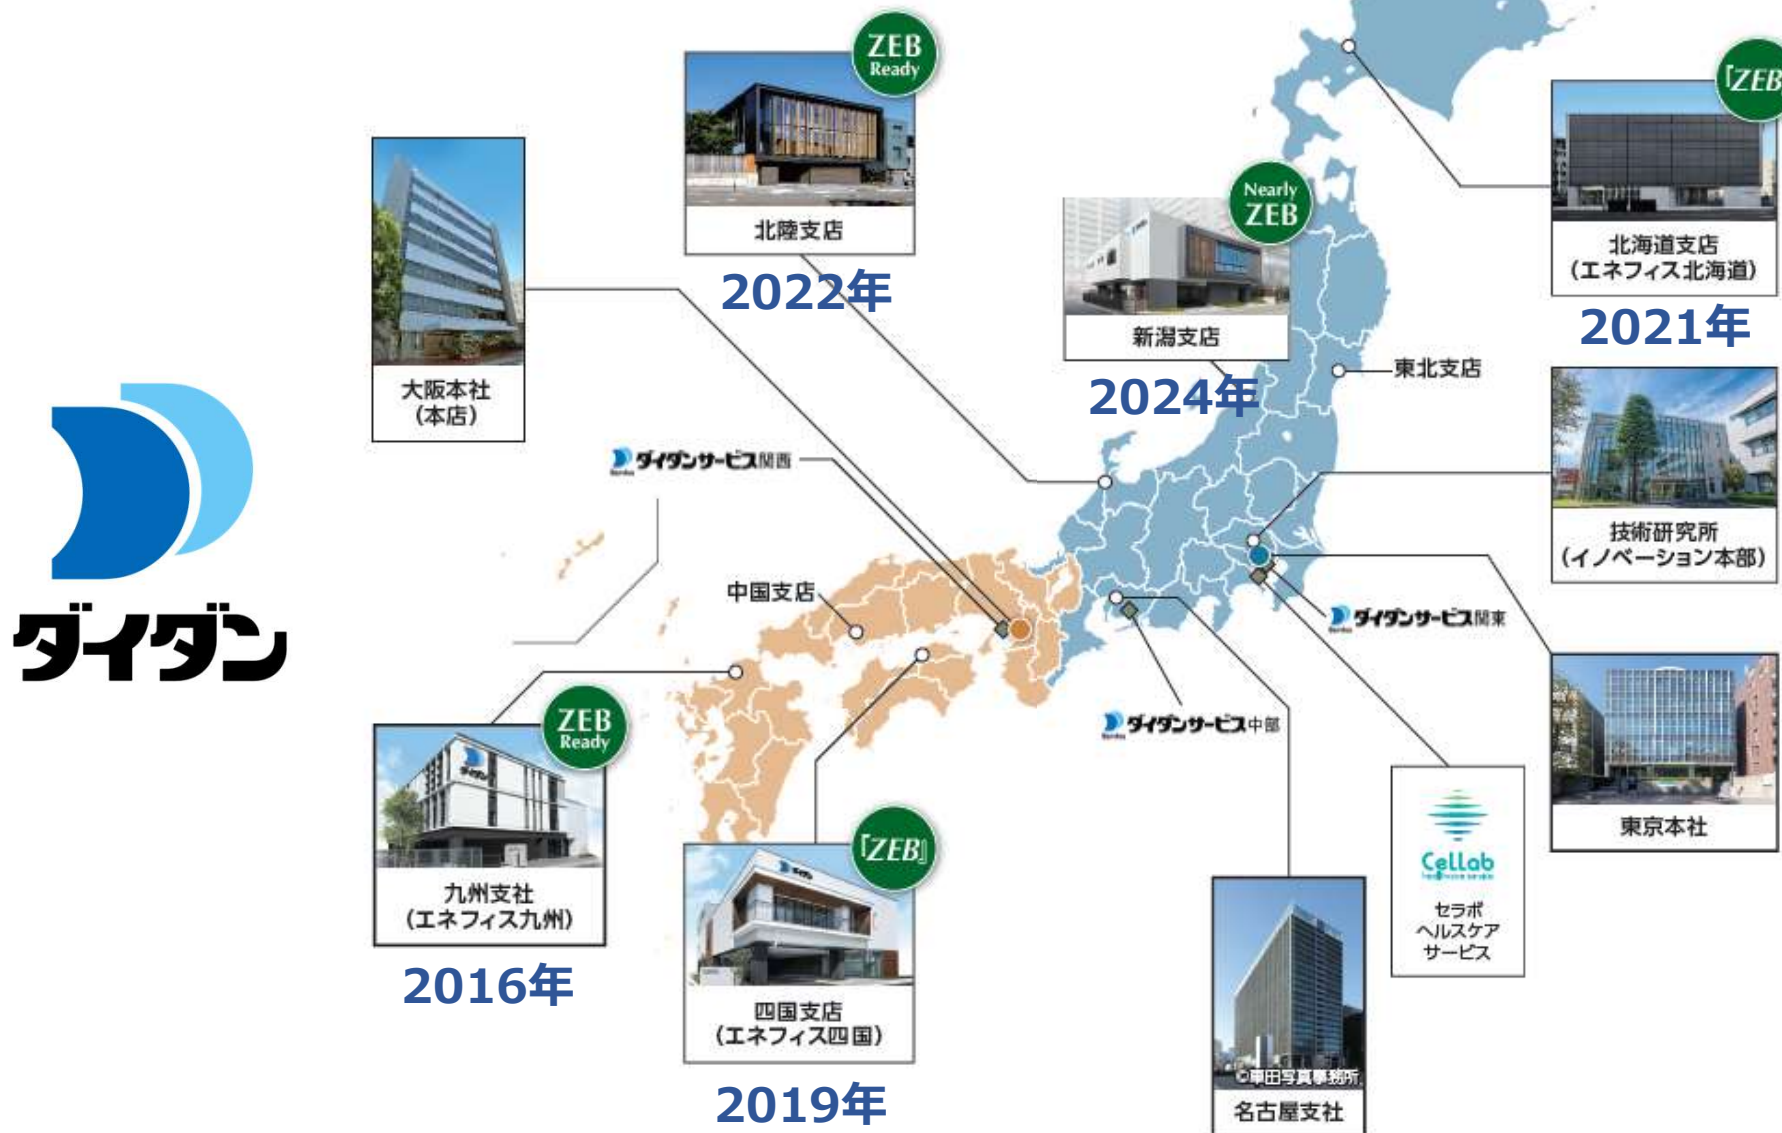 ダイダン
大阪本社
(本店)
ZEB
Ready
北陸支店
2022年
Nearly
ZEB
新潟支店
2024年
『ZEB
北海道支店
(エネフィス北海道)
2021年
東北支店
技術研究所
(イノベーション本部)
ダイダンサービス関西
中国支店
ダイダンサービス関東
ダイダンサービス中部
東京本社
ZEB
Ready
ダイダン
九州支社
(エネフィス九州)
2016年
『ZEB』
ダイダン
四国支店
(エネフィス四国)
2019年
CeLLab
セラボ
ヘルスケア
サービス
名古屋支社